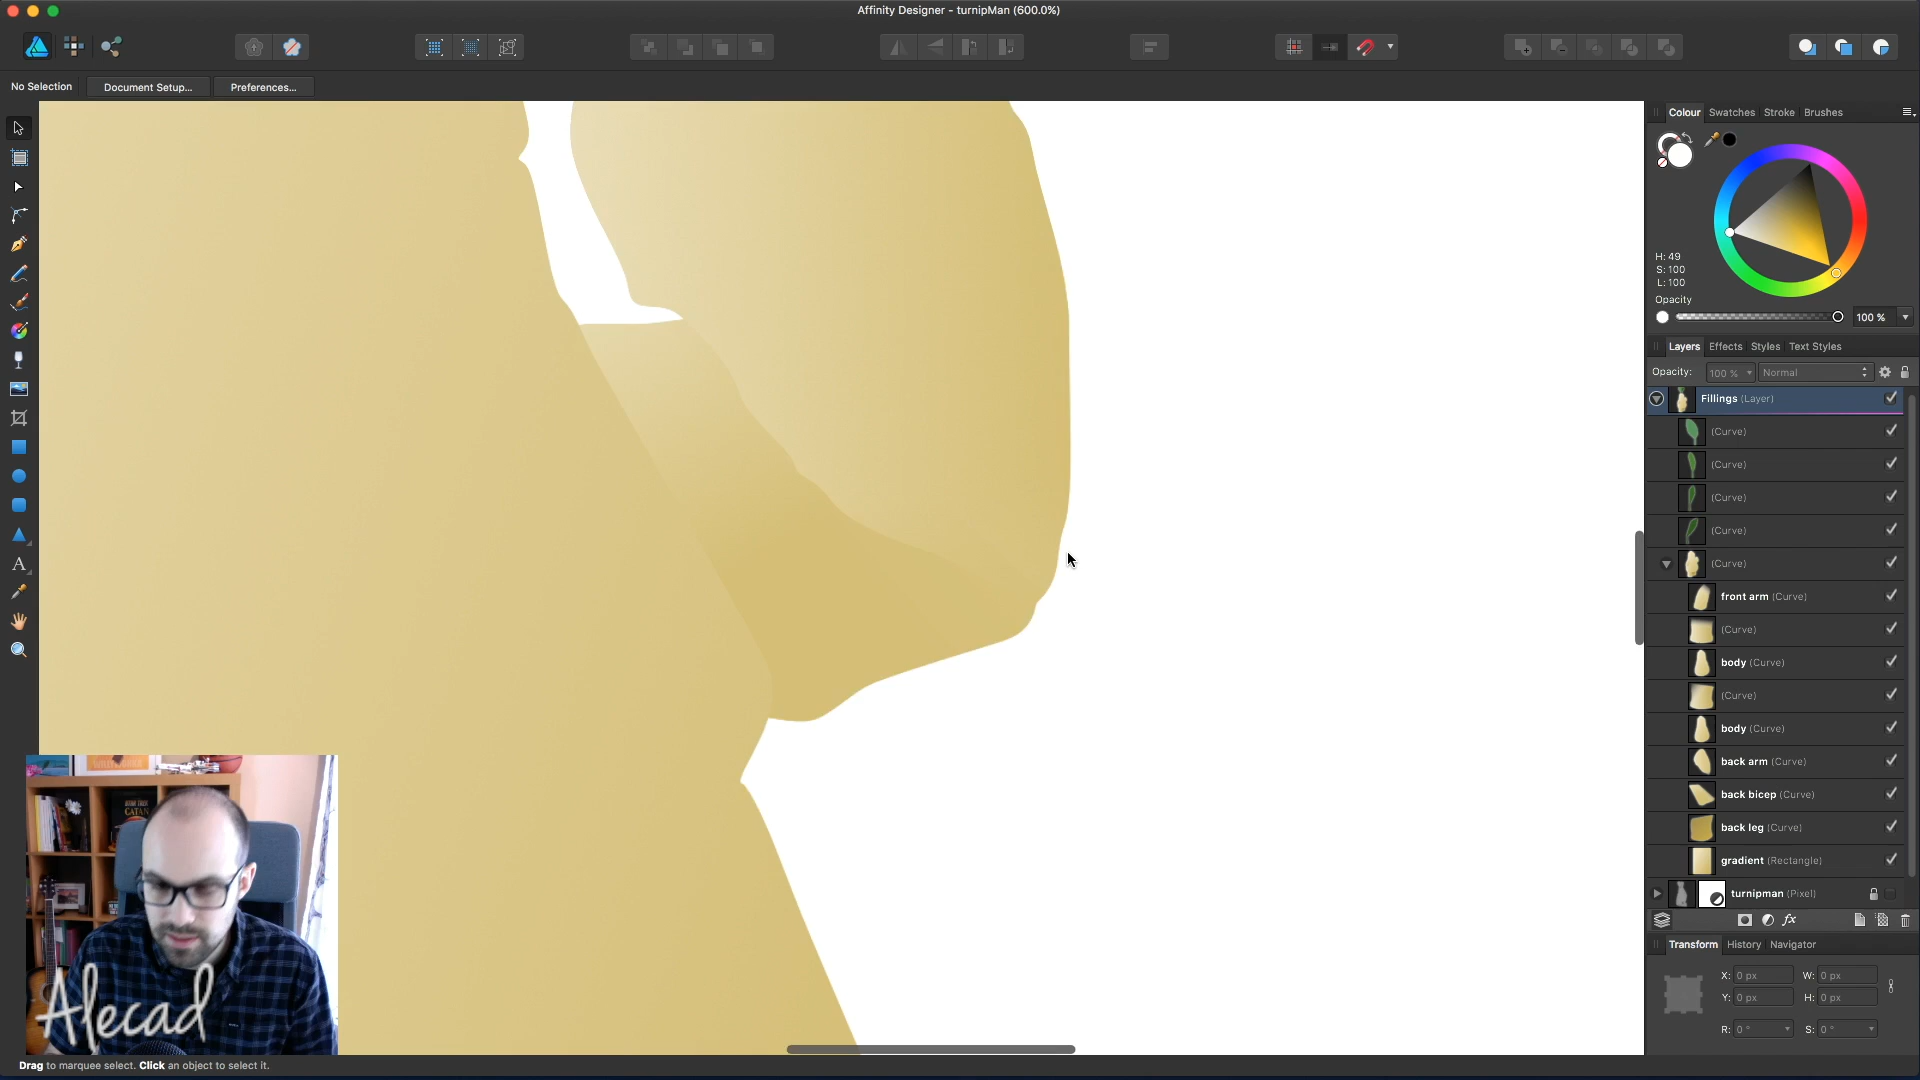 Affinity Designer - turnipMan (600.0%)
No Selection
Document Setup...
Preferences...
Colour Swatches Stroke Brushes
H: 49
S: 100
L: 100
Opacity
100 %
Layers Effects Styles Text Styles
Opacity: 100 % Normal
Fillings (Layer)
(Curve)
(Curve)
(Curve)
(Curve)
(Curve)
front arm (Curve)
(Curve)
body (Curve)
(Curve)
body (Curve)
back arm (Curve)
back bicep (Curve)
back leg (Curve)
gradient (Rectangle)
turnipman (Pixel)
fx
Transform History Navigator
X: 0 px W: 0 px
Y: 0 px H: 0 px
R: 0 ° S: 0 °
A
CATAN
Alecad
Drag to marquee select. Click an object to select it.